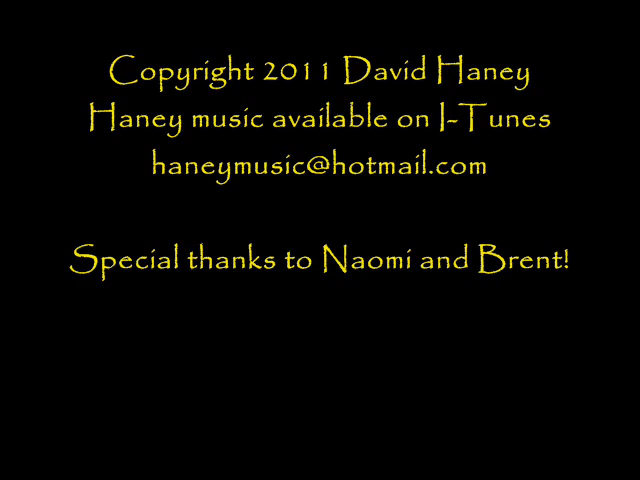 Copyright 2011 David Haney
Haney music available on I-Tunes
haneymusic@hotmail.com
Special thanks to Naomi and Brent!